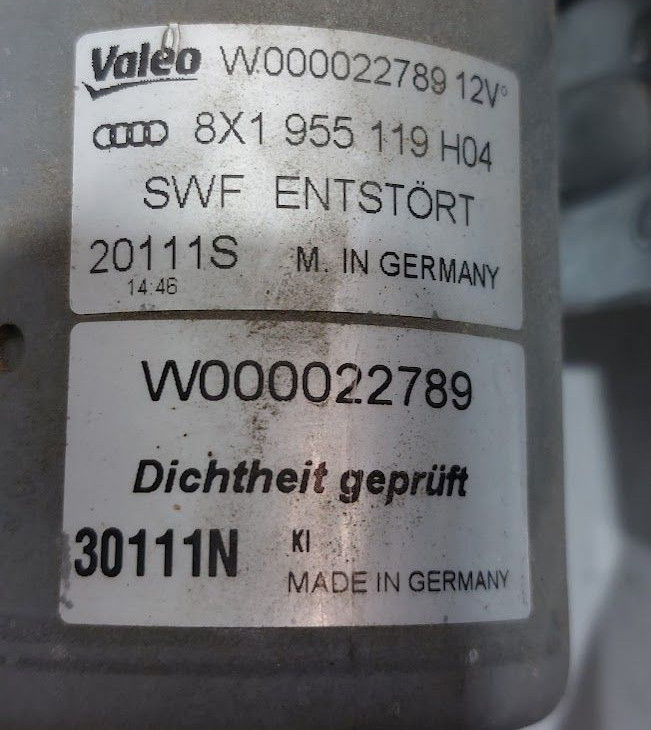 Valeo W000022789 12V°
8X1 955 119 H04
SWF ENTSTÖRT
20111S M. IN GERMANY
14:46
W000022789
Dichtheit geprüft
30111N KI
MADE IN GERMANY